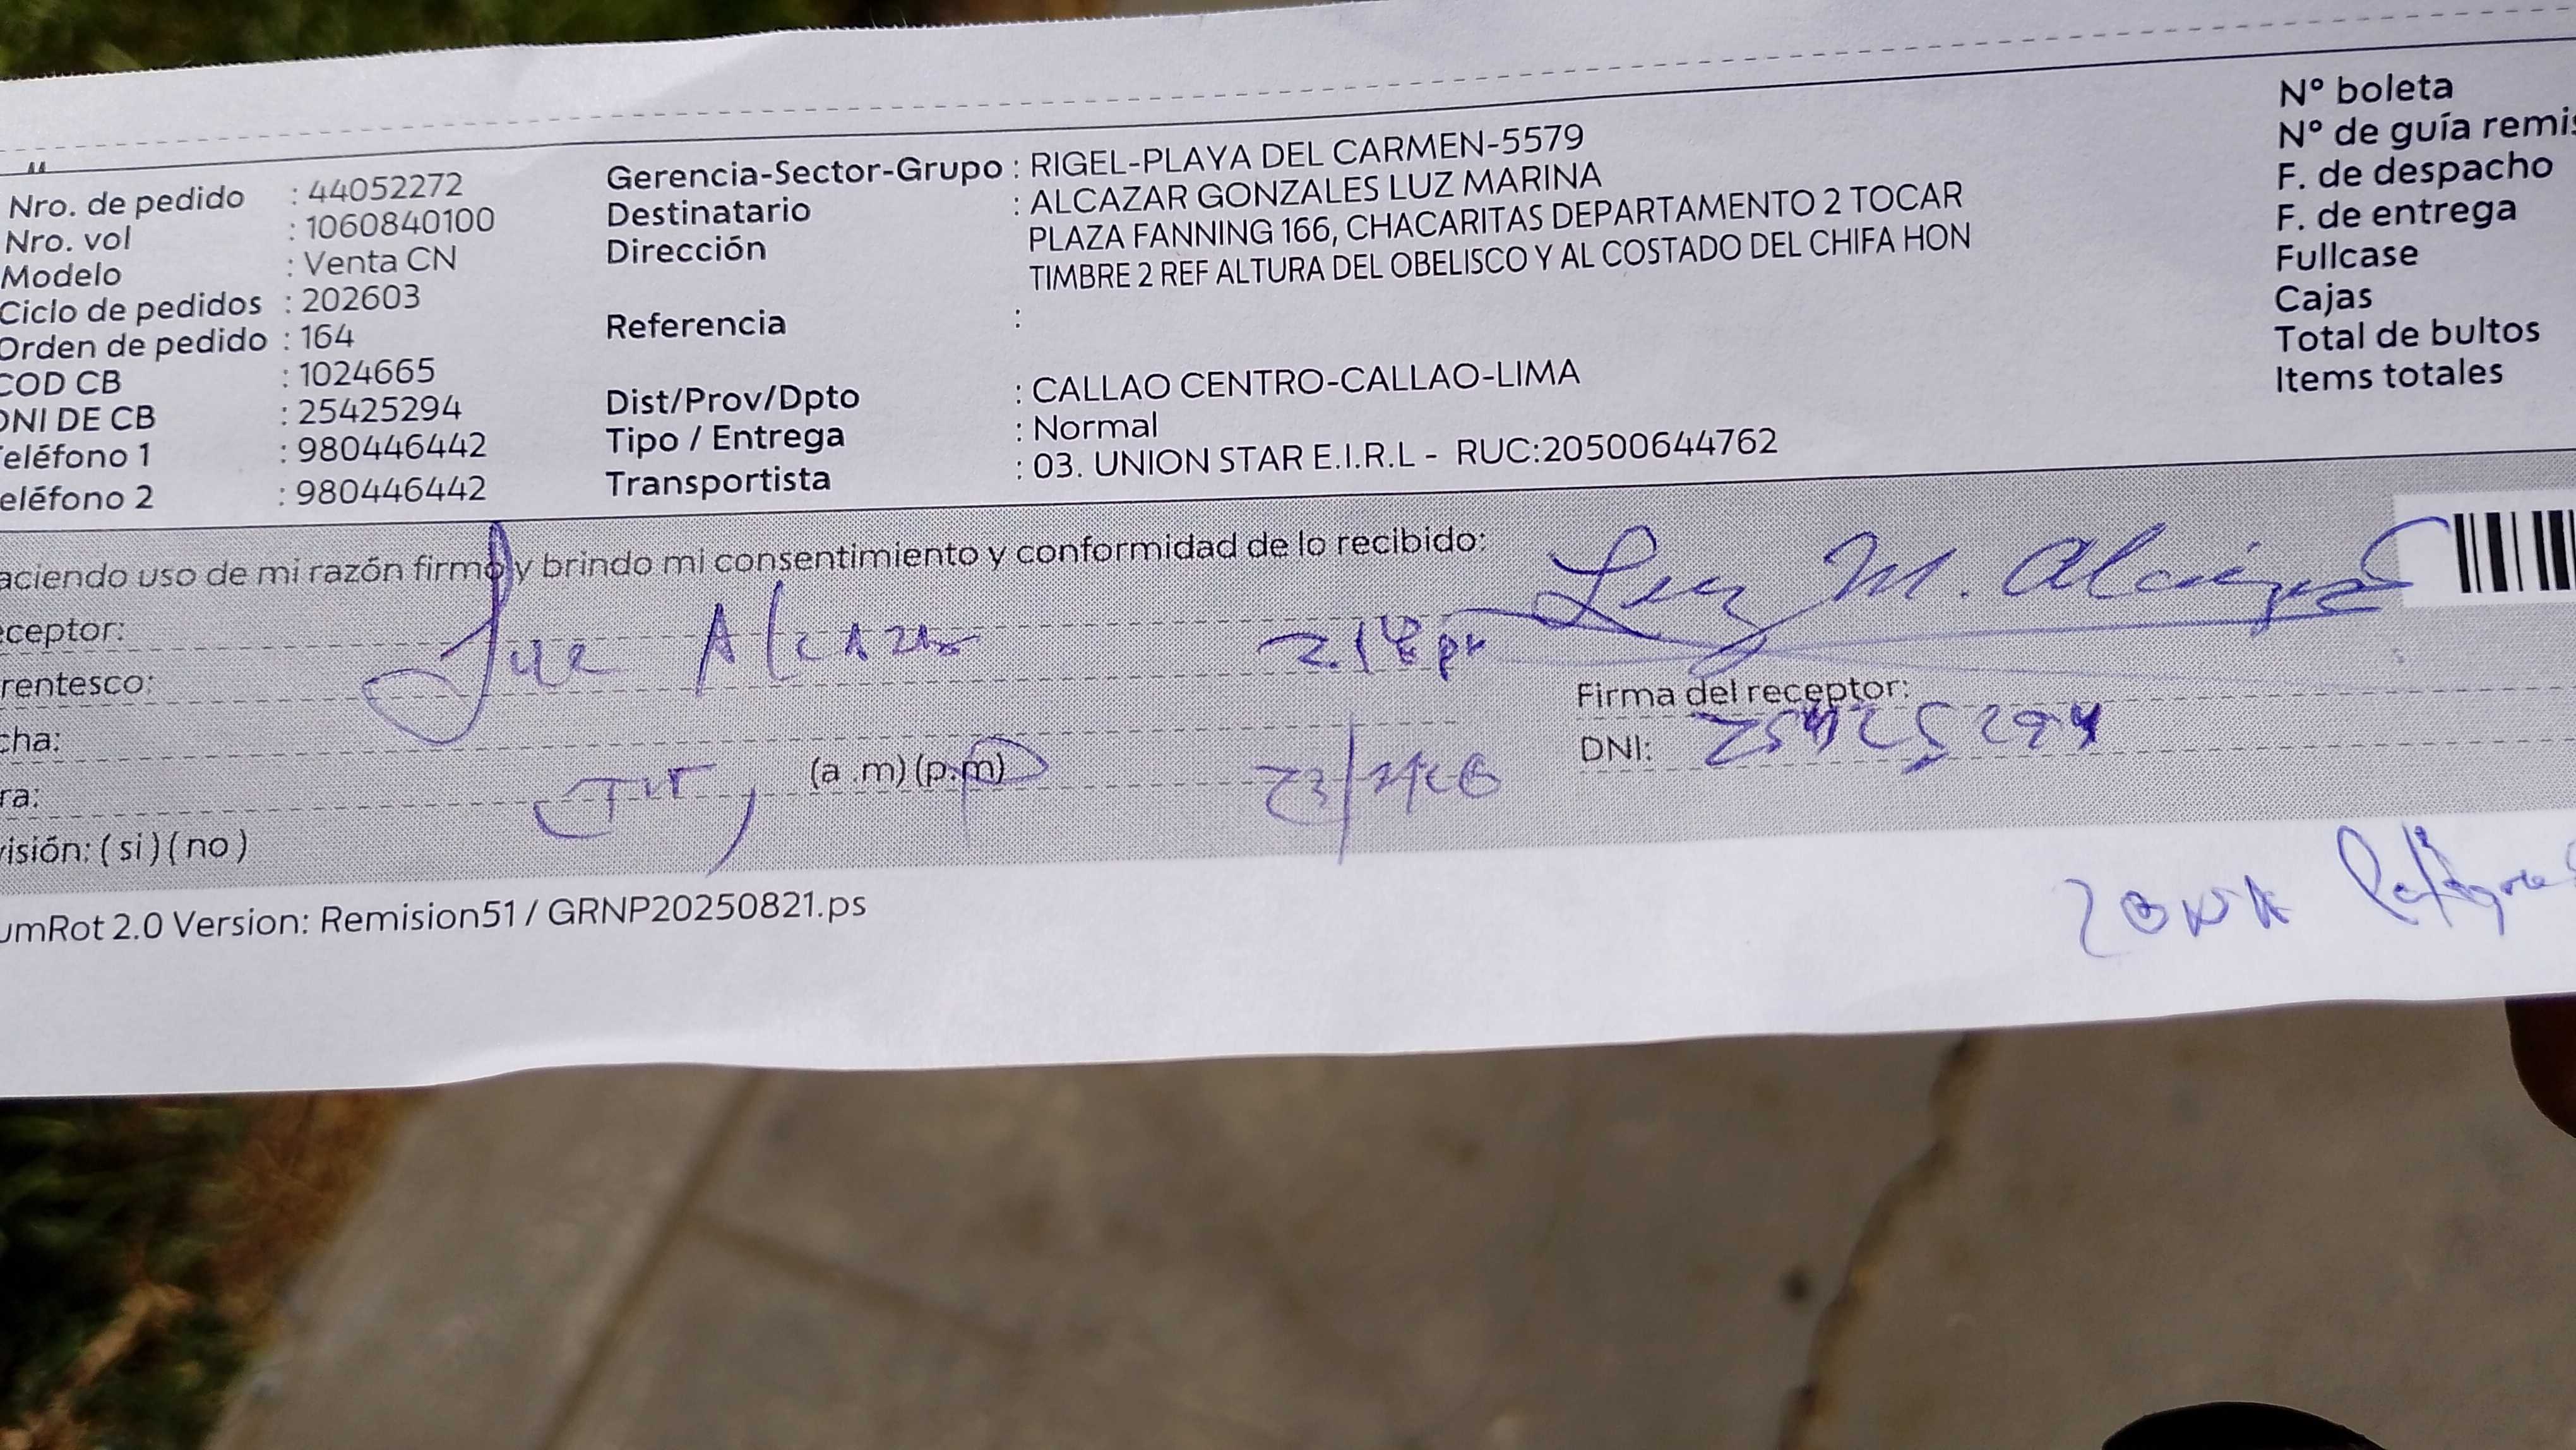 Nro. de pedido : 44052272
Nro. vol : 1060840100
Modelo : Venta CN
Ciclo de pedidos : 202603
Orden de pedido : 164
COD CB : 1024665
DNI DE CB : 25425294
Teléfono 1 : 980446442
eléfono 2 : 980446442
Gerencia-Sector-Grupo : RIGEL-PLAYA DEL CARMEN-5579
Destinatario : ALCAZAR GONZALES LUZ MARINA
Dirección PLAZA FANNING 166, CHACARITAS DEPARTAMENTO 2 TOCAR
TIMBRE 2 REF ALTURA DEL OBELISCO Y AL COSTADO DEL CHIFA HON
Referencia :
Dist/Prov/Dpto : CALLAO CENTRO-CALLAO-LIMA
Tipo / Entrega : Normal
Transportista : 03. UNION STAR E.I.R.L - RUC:20500644762
Nº boleta
Nº de guía remis
F. de despacho
F. de entrega
Fullcase
Cajas
Total de bultos
Items totales
aciendo uso de mi razón firmo y brindo mi consentimiento y conformidad de lo recibido:
Luz M. Alcázar
eceptor: Luz Alcazar
rentesco:
Firma del receptor:
cha:
DNI: 25425294
ra: (a .m) (p.m)
visión: ( si ) ( no )
umRot 2.0 Version: Remision51 / GRNP20250821.ps
ZONA